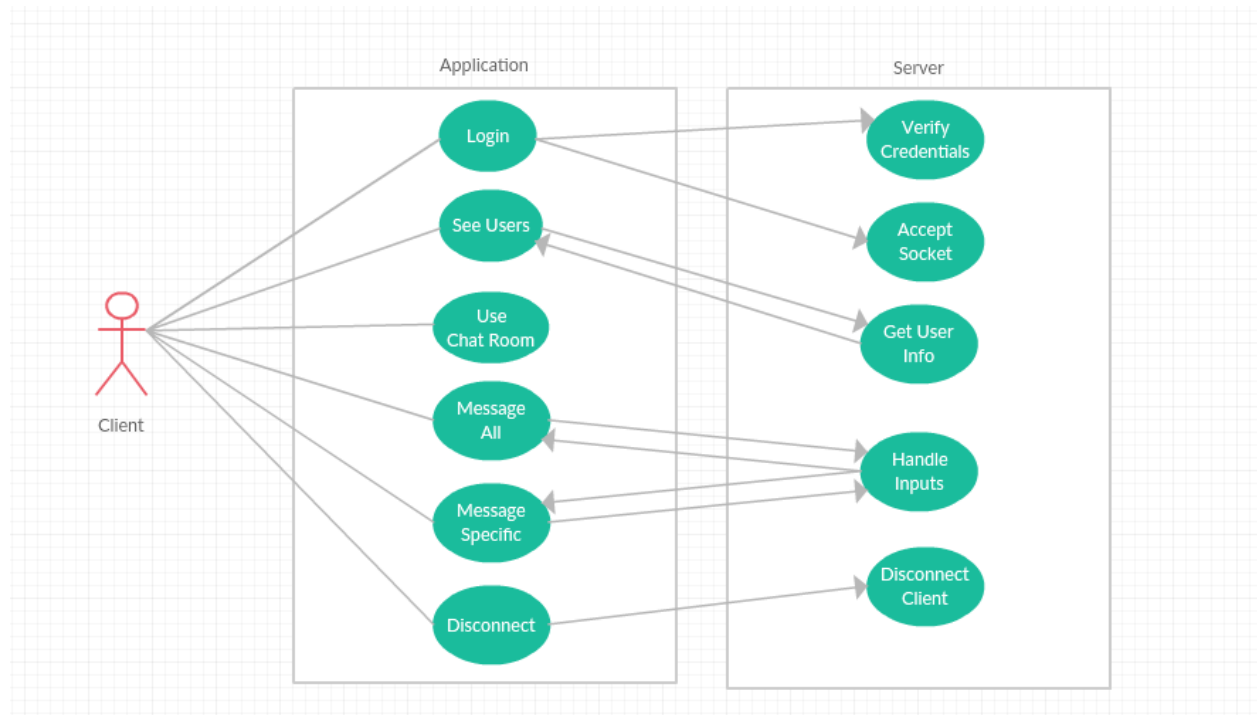 Application
Server
Login
Verify
Credentials
See Users
Accept
Socket
Use
Chat Room
Get User
Info
Client
Message
All
Handle
Inputs
Message
Specific
Disconnect
Disconnect
Client